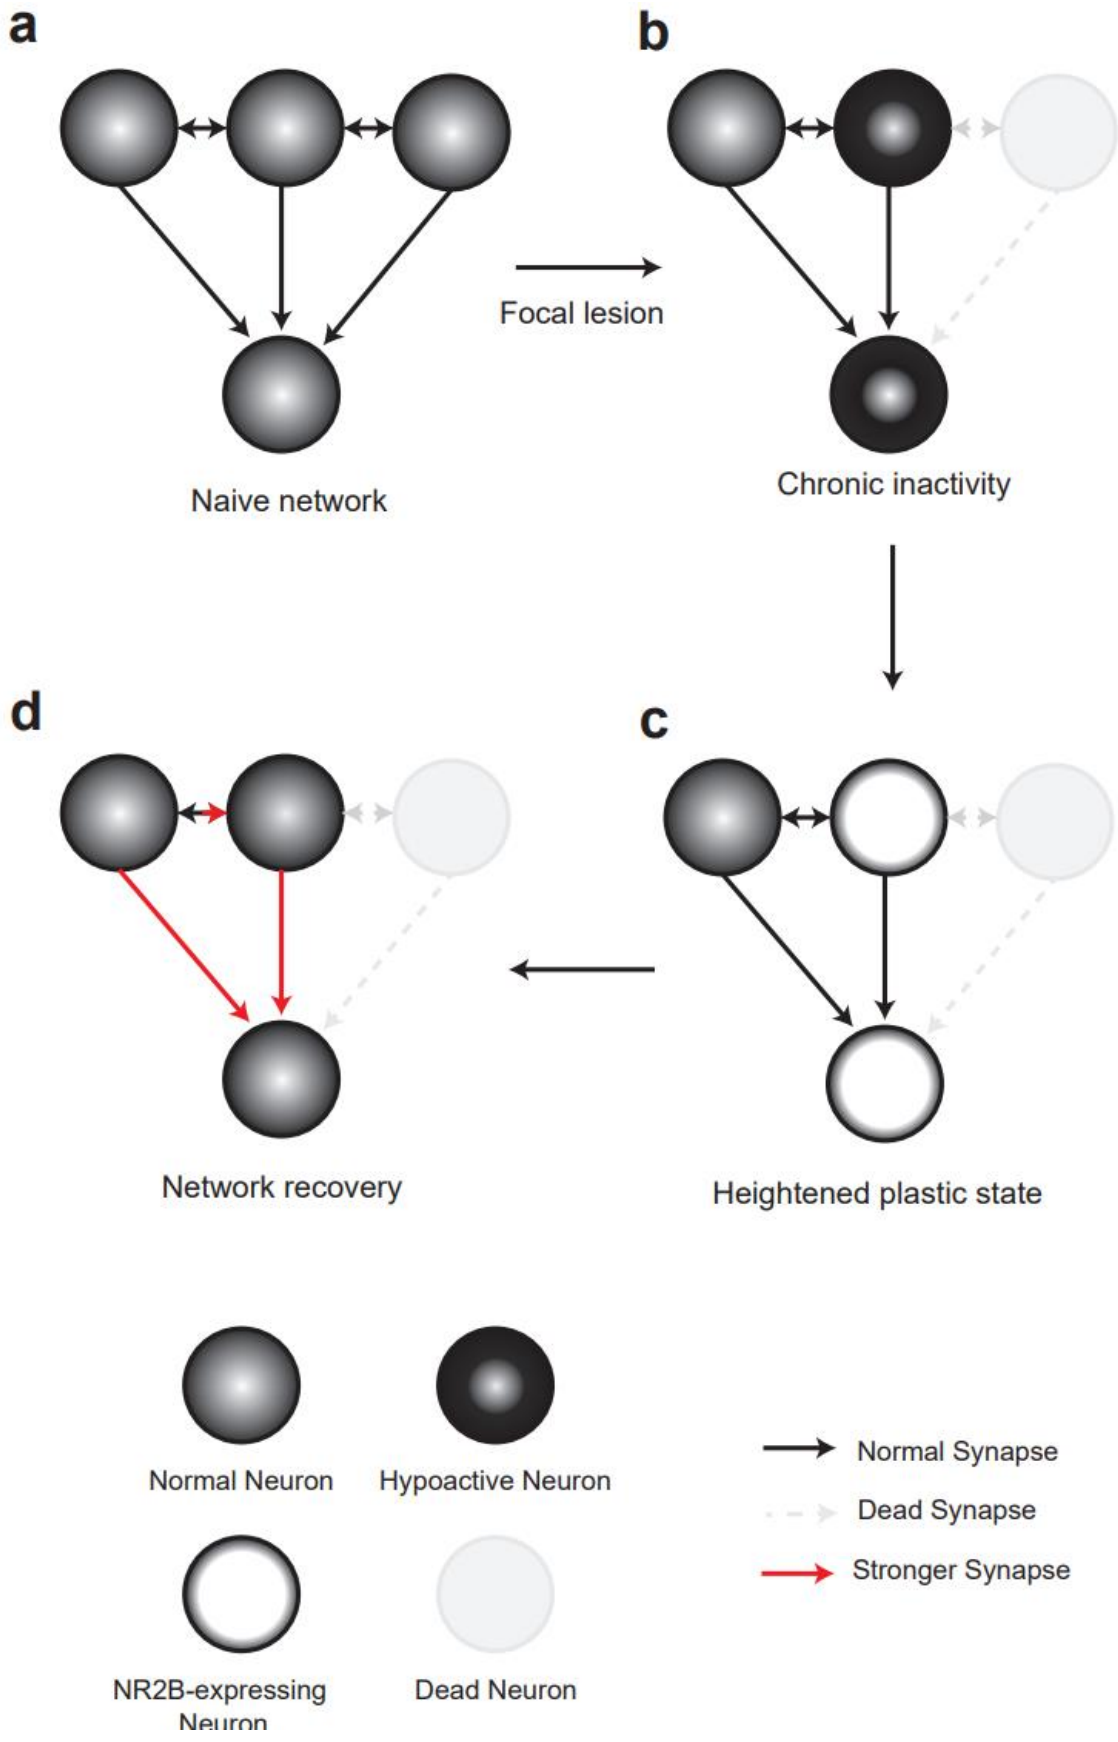 a
b
Focal lesion
Naive network
Chronic inactivity
d
c
Network recovery
Heightened plastic state
Normal Neuron
Hypoactive Neuron
Normal Synapse
Dead Synapse
Stronger Synapse
NR2B-expressing
Neuron
Dead Neuron